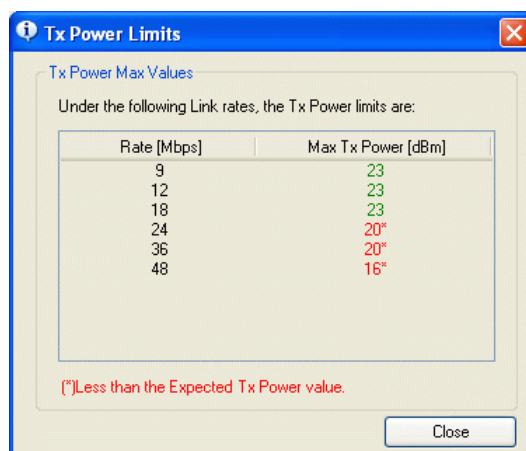 Tx Power Limits
Tx Power Max Values
Under the following Link rates, the Tx Power limits are:
Rate [Mbps] Max Tx Power [dBm]
9 23
12 23
18 23
24 20*
36 20*
48 16*
(*)Less than the Expected Tx Power value.
Close